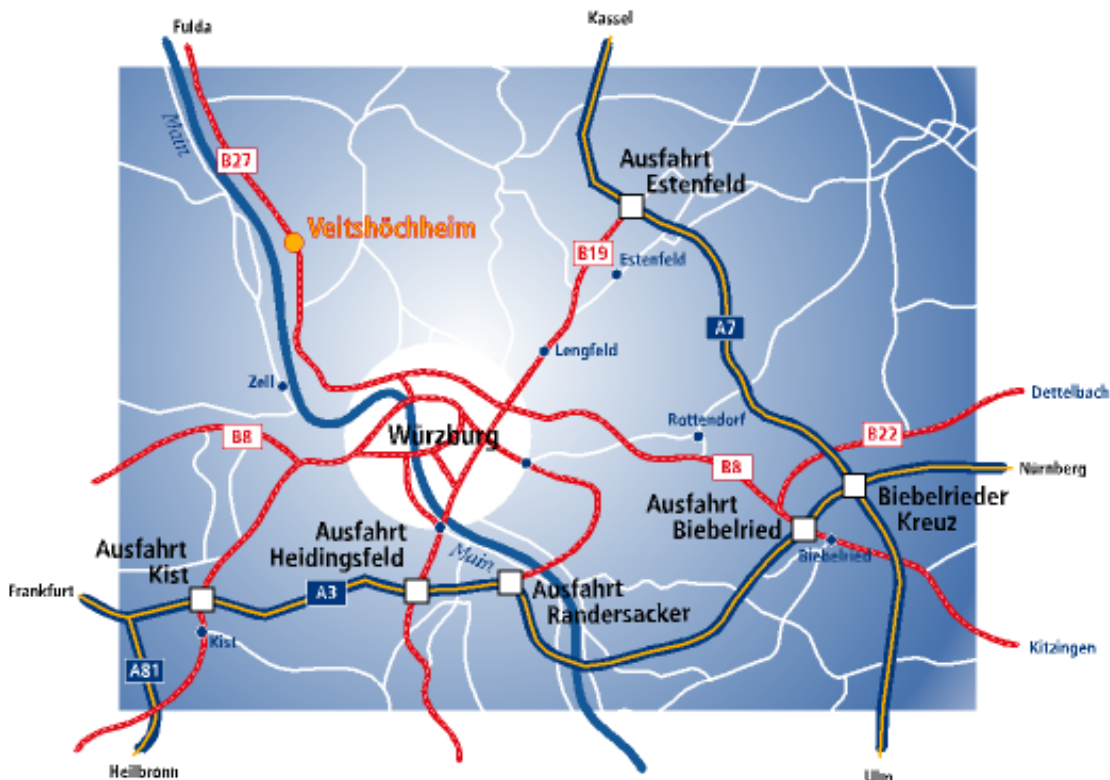 Fulda
Kassel
Main
B27
Ausfahrt
Estenfeld
Veitshöchheim
B19
Estenfeld
A7
Lengfeld
Zell
Dettelbach
Rottendorf
B8
Würzburg
B22
B8
Nürnberg
Ausfahrt
Biebelried
Biebelrieder
Kreuz
Ausfahrt
Heidingsfeld
Main
Biebelried
Ausfahrt
Kist
Frankfurt
A3
Ausfahrt
Randersacker
Kist
Kitzingen
A81
Heilbronn
Ulm